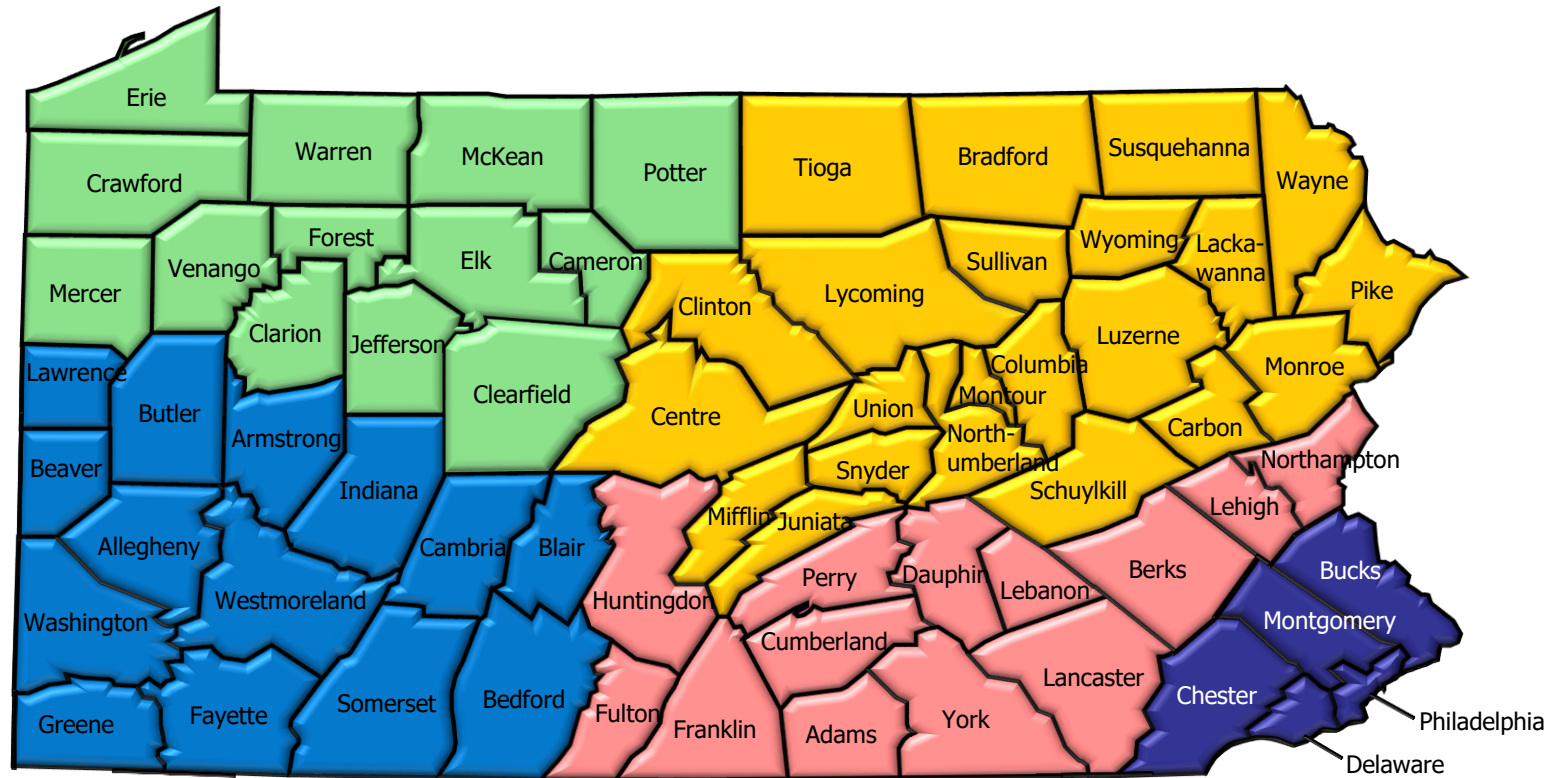 Erie
Warren
McKean
Potter
Tioga
Bradford
Susquehanna
Wayne
Crawford
Forest
Elk
Cameron
Venango
Mercer
Clarion
Jefferson
Clearfield
Clinton
Lycoming
Sullivan
Wyoming
Lacka-
wanna
Pike
Luzerne
Columbia
Montour
Monroe
Centre
Union
Snyder
North-
umberland
Carbon
Schuylkill
Mifflin
Juniata
Lawrence
Butler
Armstrong
Beaver
Indiana
Allegheny
Cambria
Blair
Westmoreland
Washington
Greene
Fayette
Somerset
Bedford
Huntingdon
Fulton
Franklin
Perry
Cumberland
Adams
York
Dauphin
Lebanon
Lancaster
Berks
Lehigh
Northampton
Bucks
Montgomery
Chester
Philadelphia
Delaware